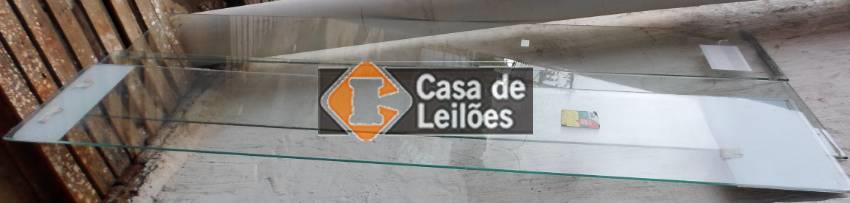 Casa de
Leilões